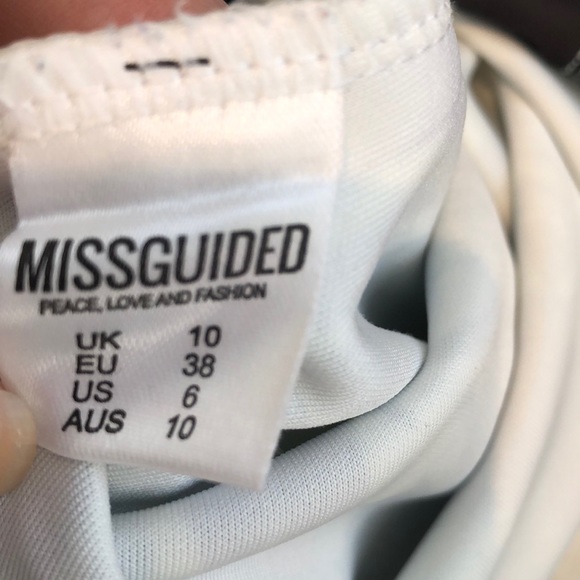 MISSGUIDED
PEACE, LOVE AND FASHION
UK 10
EU 38
US 6
AUS 10